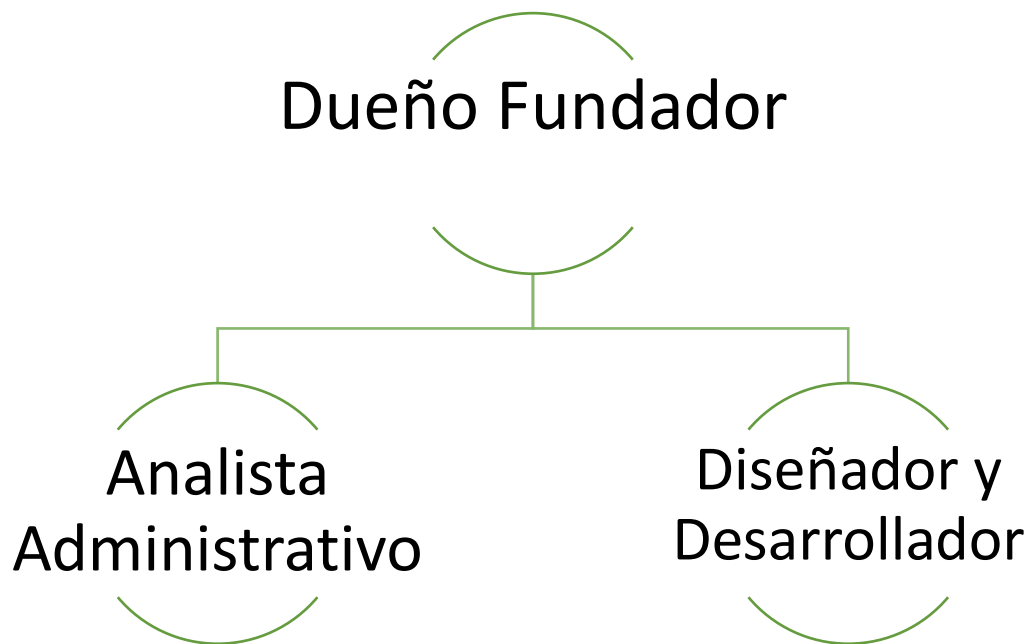 Dueño Fundador
Analista
Administrativo
Diseñador y
Desarrollador